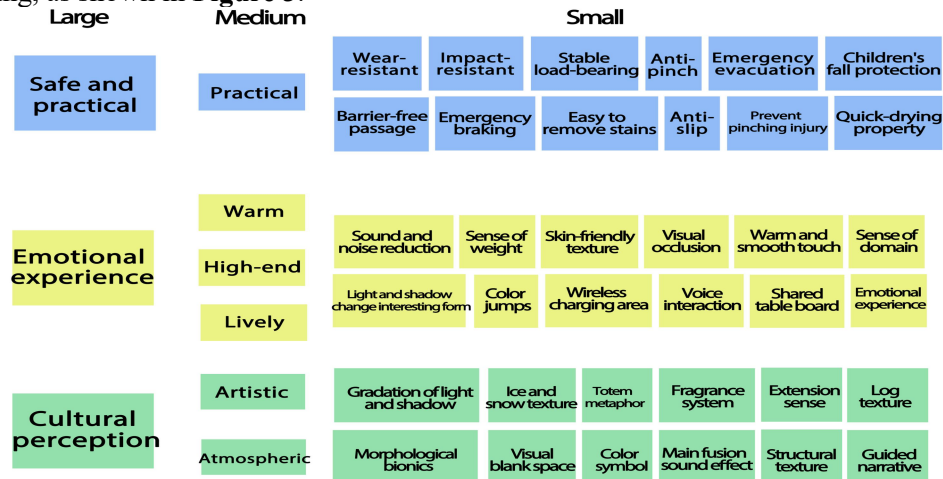 ing, as shown in Figure 3.
Large Medium Small
Safe and
practical
Practical
Wear-
resistant
Impact-
resistant
Stable
load-bearing
Anti-
pinch
Emergency
evacuation
Children's
fall protection
Barrier-free
passage
Emergency
braking
Easy to
remove stains
Anti-
slip
Prevent
pinching injury
Quick-drying
property
Emotional
experience
Warm
High-end
Lively
Sound and
noise reduction
Sense of
weight
Skin-friendly
texture
Visual
occlusion
Warm and
smooth touch
Sense of
domain
Light and shadow
change interesting form
Color
jumps
Wireless
charging area
Voice
interaction
Shared
table board
Emotional
experience
Cultural
perception
Artistic
Atmospheric
Gradation of light
and shadow
Ice and
snow texture
Totem
metaphor
Fragrance
system
Extension
sense
Log
texture
Morphological
bionics
Visual
blank space
Color
symbol
Main fusion
sound effect
Structural
texture
Guided
narrative